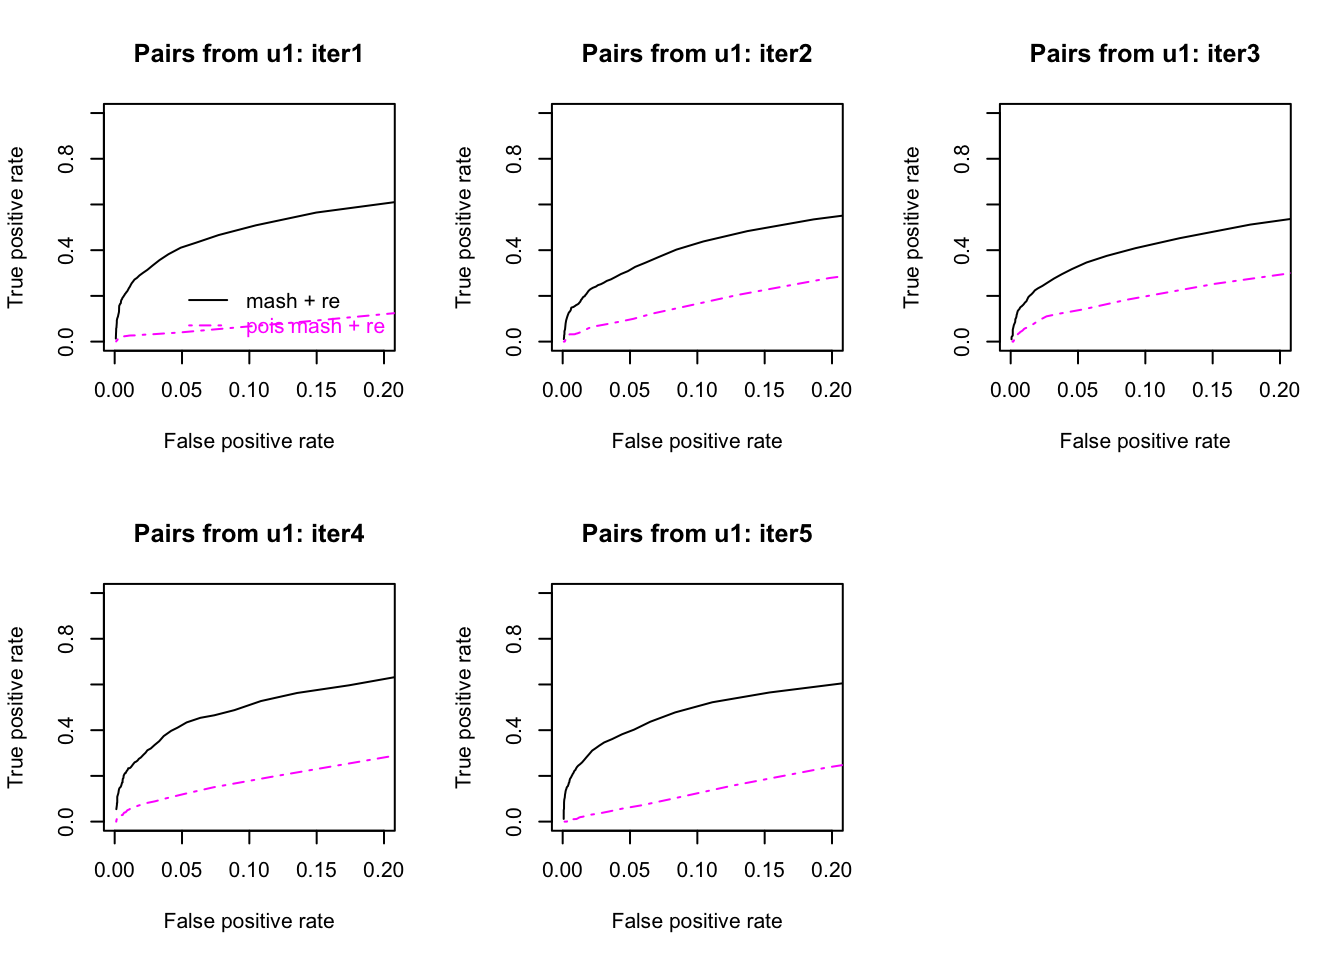 Pairs from u1: iter1
True positive rate
0.0 0.4 0.8
mash + re
pois mash + re
0.00 0.05 0.10 0.15 0.20
False positive rate
Pairs from u1: iter2
True positive rate
0.0 0.4 0.8
0.00 0.05 0.10 0.15 0.20
False positive rate
Pairs from u1: iter3
True positive rate
0.0 0.4 0.8
0.00 0.05 0.10 0.15 0.20
False positive rate
Pairs from u1: iter4
True positive rate
0.0 0.4 0.8
0.00 0.05 0.10 0.15 0.20
False positive rate
Pairs from u1: iter5
True positive rate
0.0 0.4 0.8
0.00 0.05 0.10 0.15 0.20
False positive rate